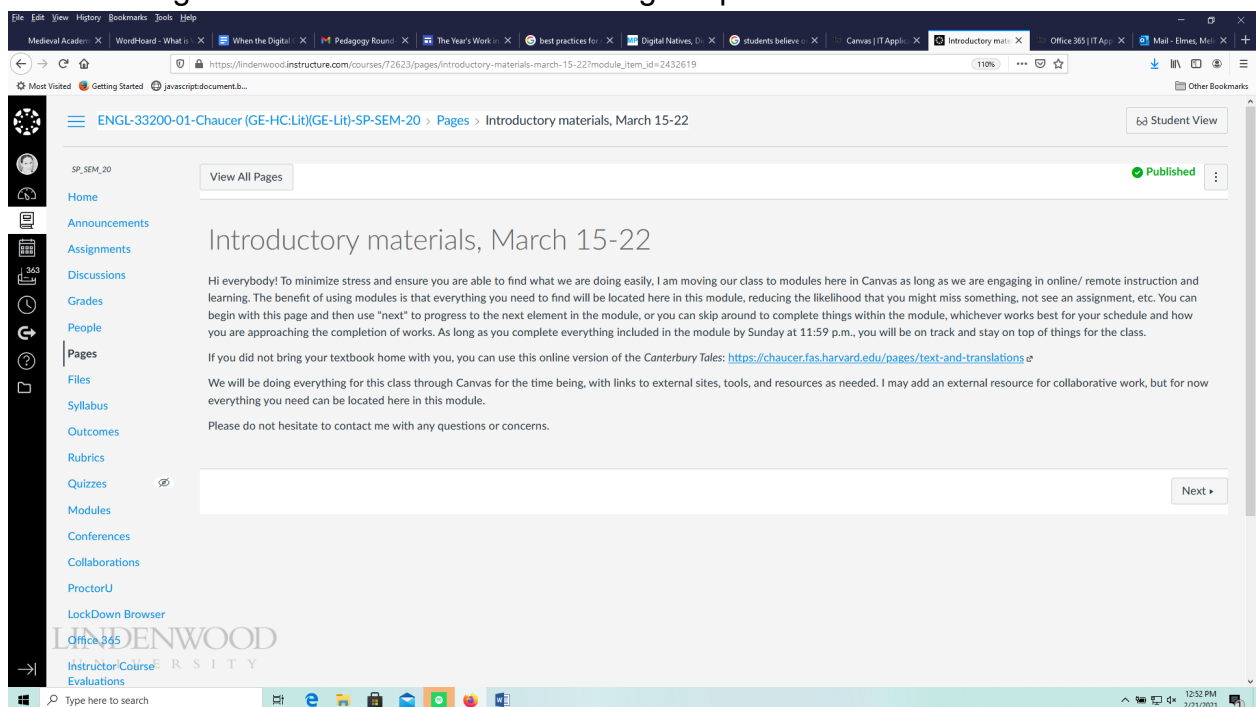 File Edit View History Bookmarks Tools Help
Medieval Academ WordHoard - What is When the Digital Pedagogy Round The Year's Work in best practices for Digital Natives, Di students believe Canvas | IT Applic Introductory mate Office 365 | IT App Mail - Elmes, Meli
https://lindenwood.instructure.com/courses/72623/pages/introductory-materials-march-15-22?module_item_id=2432619 110%
Most Visited Getting Started javascript:document.b... Other Bookmarks
ENGL-33200-01-Chaucer (GE-HC:Lit)(GE-Lit)-SP-SEM-20 › Pages › Introductory materials, March 15-22 Student View
SP_SEM_20
View All Pages Published
Home
Announcements
Assignments
Discussions
363
Grades
People
Pages
Files
Syllabus
Outcomes
Rubrics
Quizzes
Modules
Conferences
Collaborations
ProctorU
LockDown Browser
Office 365
Instructor Course
Evaluations
Introductory materials, March 15-22
Hi everybody! To minimize stress and ensure you are able to find what we are doing easily, I am moving our class to modules here in Canvas as long as we are engaging in online/ remote instruction and
learning. The benefit of using modules is that everything you need to find will be located here in this module, reducing the likelihood that you might miss something, not see an assignment, etc. You can
begin with this page and then use "next" to progress to the next element in the module, or you can skip around to complete things within the module, whichever works best for your schedule and how
you are approaching the completion of works. As long as you complete everything included in the module by Sunday at 11:59 p.m., you will be on track and stay on top of things for the class.
If you did not bring your textbook home with you, you can use this online version of the Canterbury Tales: https://chaucer.fas.harvard.edu/pages/text-and-translations
We will be doing everything for this class through Canvas for the time being, with links to external sites, tools, and resources as needed. I may add an external resource for collaborative work, but for now
everything you need can be located here in this module.
Please do not hesitate to contact me with any questions or concerns.
Next
LINDENWOOD
UNIVERSITY
Type here to search
12:52 PM
2/21/2021